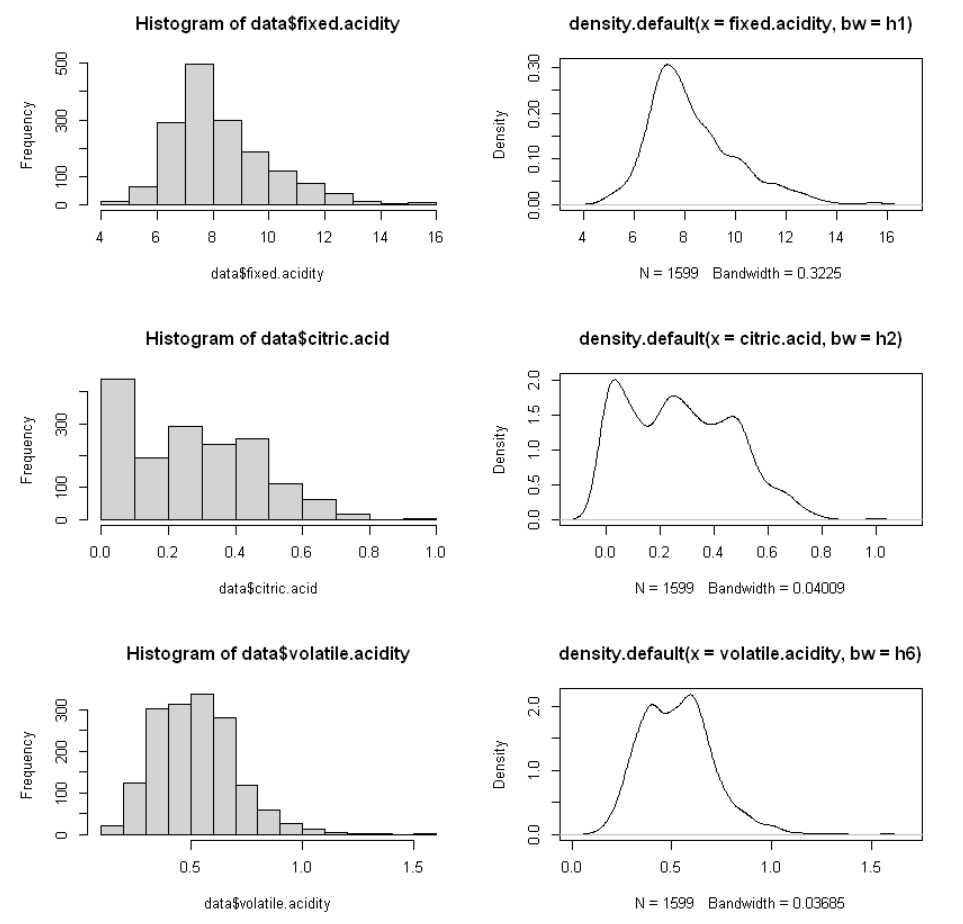 Histogram of data$fixed.acidity
Frequency
0 100 300 500
4 6 8 10 12 14 16
data$fixed.acidity
density.default(x = fixed.acidity, bw = h1)
Density
0.00 0.10 0.20 0.30
4 6 8 10 12 14 16
N = 1599 Bandwidth = 0.3225
Histogram of data$citric.acid
Frequency
0 100 300
0.0 0.2 0.4 0.6 0.8 1.0
data$citric.acid
density.default(x = citric.acid, bw = h2)
Density
0.0 0.5 1.0 1.5 2.0
0.0 0.2 0.4 0.6 0.8 1.0
N = 1599 Bandwidth = 0.04009
Histogram of data$volatile.acidity
Frequency
0 100 200 300
0.5 1.0 1.5
data$volatile.acidity
density.default(x = volatile.acidity, bw = h6)
Density
0.0 1.0 2.0
0.0 0.5 1.0 1.5
N = 1599 Bandwidth = 0.03685